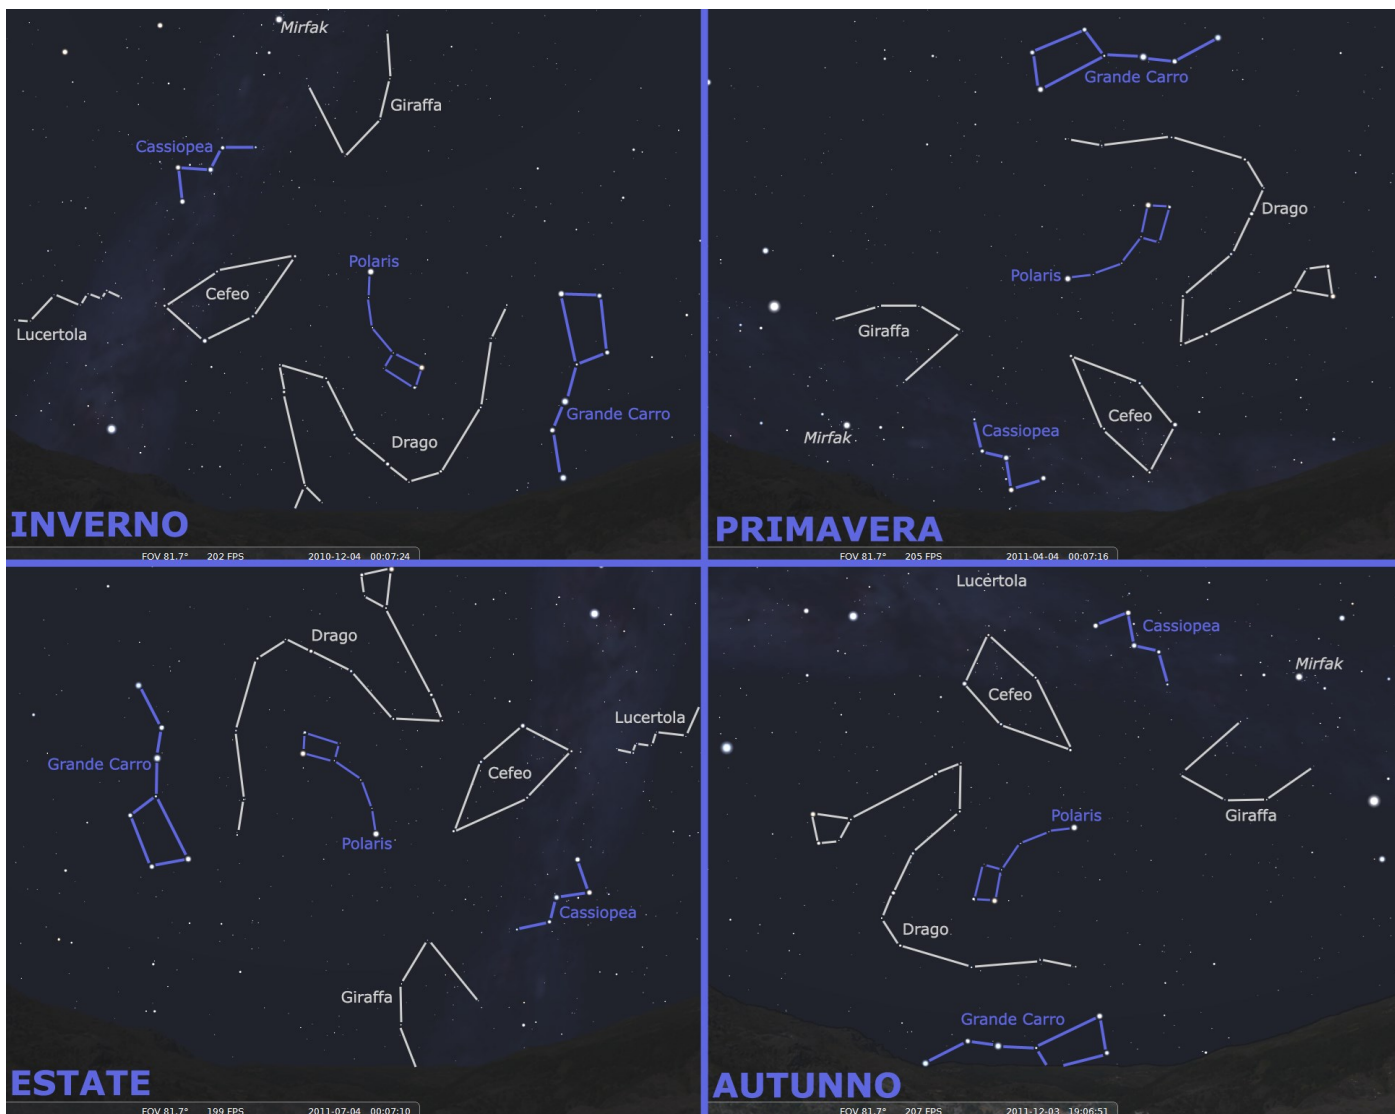 Mirfak
Giraffa
Cassiopea
Polaris
Cefeo
Lucertola
Grande Carro
Drago
INVERNO
FOV 81.7° 202 FPS 2010-12-04 00:07:24
Grande Carro
Drago
Polaris
Giraffa
Cefeo
Cassiopea
Mirfak
PRIMAVERA
FOV 81.7° 205 FPS 2011-04-04 00:07:16
Drago
Lucertola
Grande Carro
Cefeo
Polaris
Cassiopea
Giraffa
ESTATE
FOV 81.7° 199 FPS 2011-07-04 00:07:10
Lucertola
Cassiopea
Mirfak
Cefeo
Polaris
Giraffa
Drago
Grande Carro
AUTUNNO
FOV 81.7° 207 FPS 2011-12-03 19:06:51